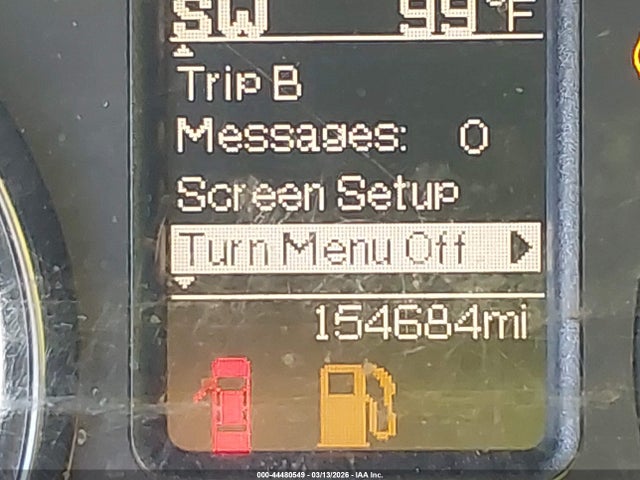 SW 99°F
Trip B
Messages: 0
Screen Setup
Turn Menu Off
154684mi
000-44480549 - 03/13/2026 - IAA Inc.